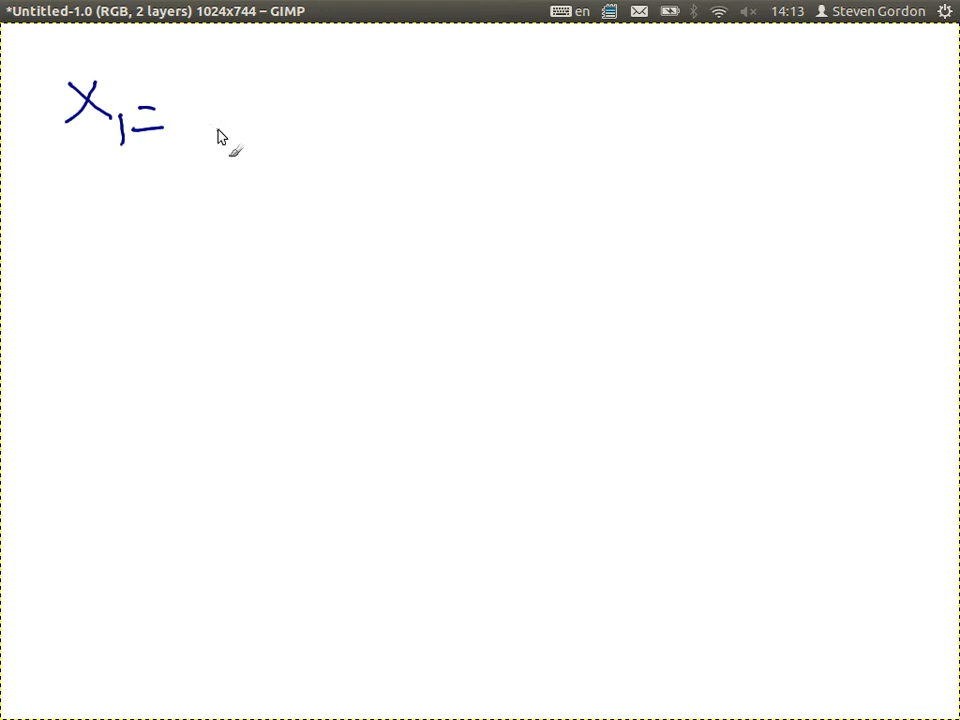 *Untitled-1.0 (RGB, 2 layers) 1024x744 – GIMP en 14:13 Steven Gordon
X₁=